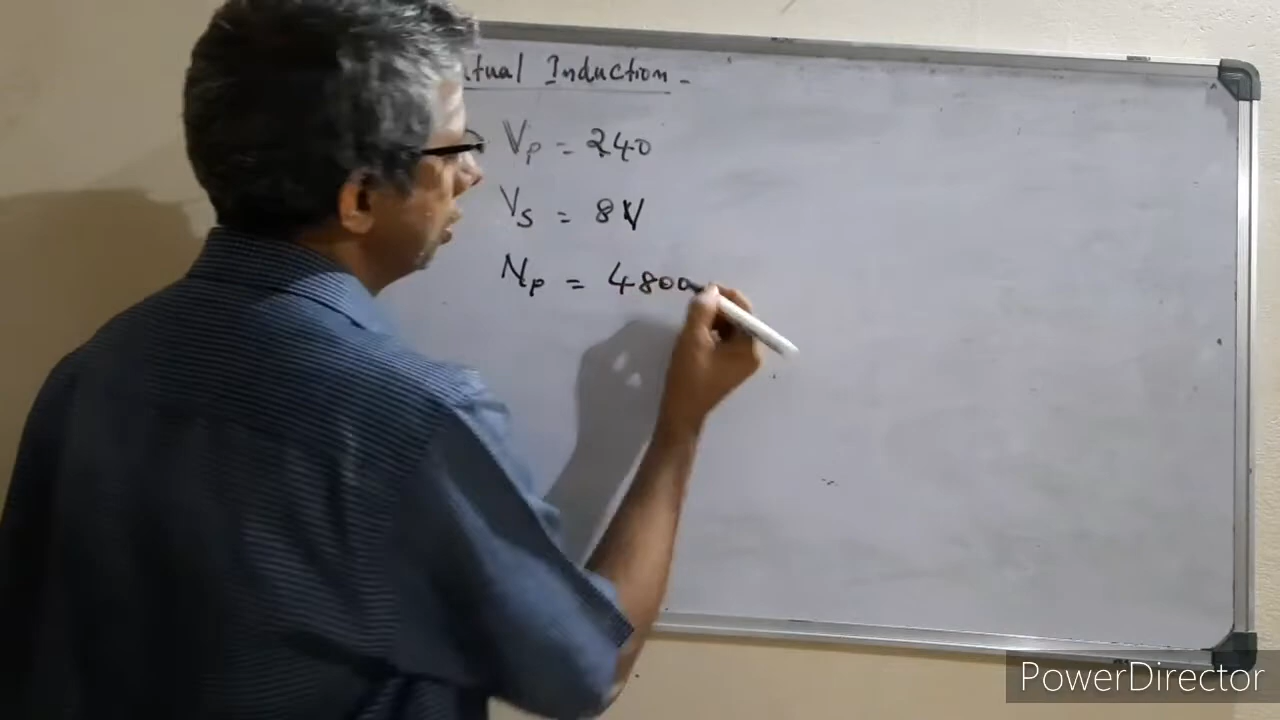 Induction -
Vp = 240
Vs = 8V
Np = 4800
PowerDirector